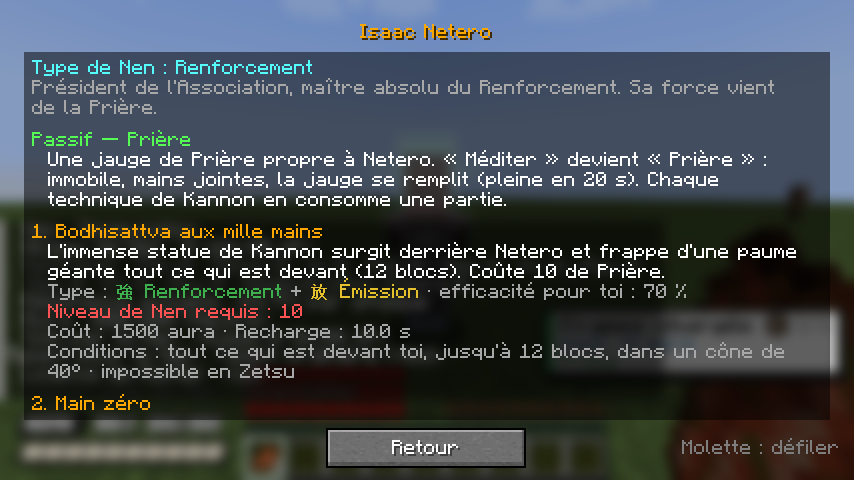 Isaac Netero
Type de Nen : Renforcement
Président de l'Association, maître absolu du Renforcement. Sa force vient
de la Prière.
Passif — Prière
Une jauge de Prière propre à Netero. « Méditer » devient « Prière » :
immobile, mains jointes, la jauge se remplit (pleine en 20 s). Chaque
technique de Kannon en consomme une partie.
1. Bodhisattva aux mille mains
L'immense statue de Kannon surgit derrière Netero et frappe d'une paume
géante tout ce qui est devant (12 blocs). Coûte 10 de Prière.
Type : 強 Renforcement + 放 Émission · efficacité pour toi : 70 %
Niveau de Nen requis : 10
Coût : 1500 aura · Recharge : 10.0 s
Conditions : tout ce qui est devant toi, jusqu'à 12 blocs, dans un cône de
40° · impossible en Zetsu
2. Main zéro
Retour
Molette : défiler